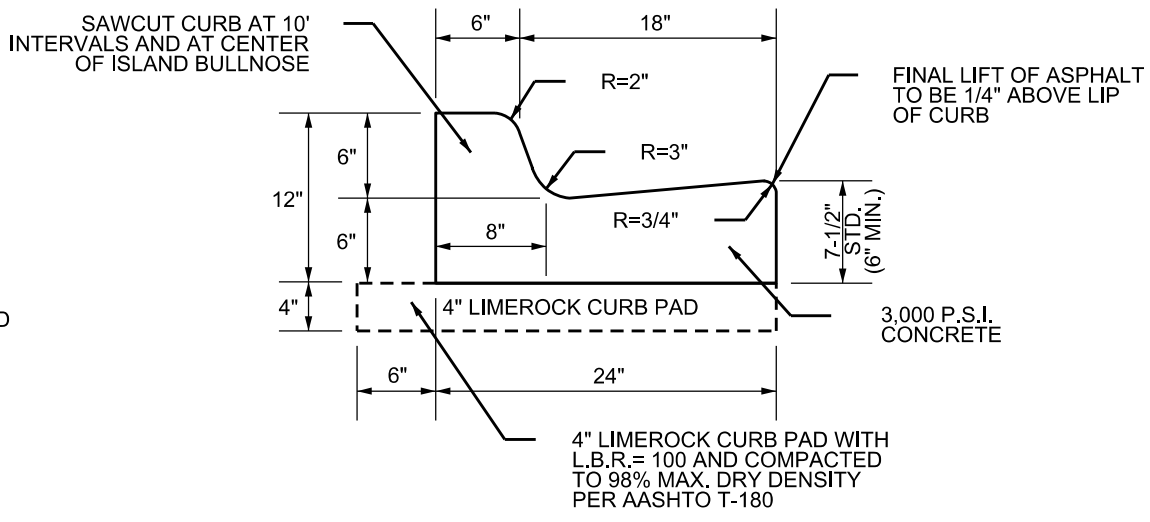 6"
18"
SAWCUT CURB AT 10'
INTERVALS AND AT CENTER
OF ISLAND BULLNOSE
R=2"
FINAL LIFT OF ASPHALT
TO BE 1/4" ABOVE LIP
OF CURB
R=3"
6"
12"
6"
8"
R=3/4"
7-1/2"
STD.
(6" MIN.)
4"
4" LIMEROCK CURB PAD
3,000 P.S.I.
CONCRETE
D
6"
24"
4" LIMEROCK CURB PAD WITH
L.B.R.= 100 AND COMPACTED
TO 98% MAX. DRY DENSITY
PER AASHTO T-180